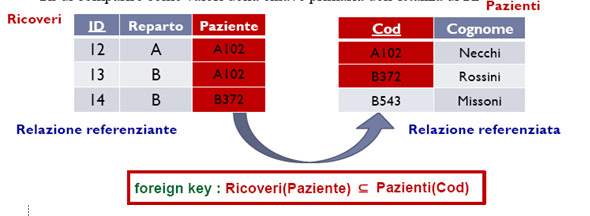 Pazienti
Ricoveri
ID Reparto Paziente
12 A A102
13 B A102
14 B B372
Cod Cognome
A102 Necchi
B372 Rossini
B543 Missoni
Relazione referenziante
Relazione referenziata
foreign key : Ricoveri(Paziente) ⊆ Pazienti(Cod)